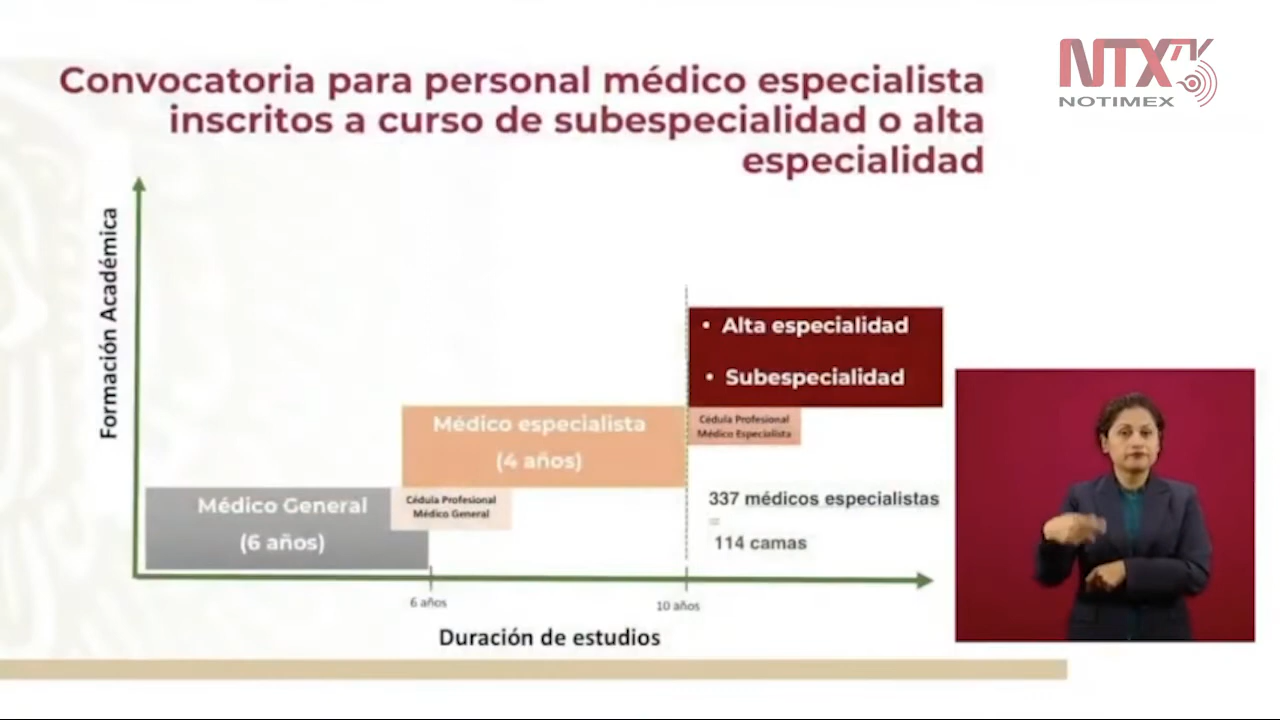 Convocatoria para personal médico especialista
inscritos a curso de subespecialidad o alta
especialidad
NTX TV
NOTIMEX
Formación Académica
• Alta especialidad
• Subespecialidad
Cédula Profesional
Médico Especialista
Médico especialista
(4 años)
Cédula Profesional
Médico General
Médico General
(6 años)
337 médicos especialistas
=
114 camas
6 años
10 años
Duración de estudios